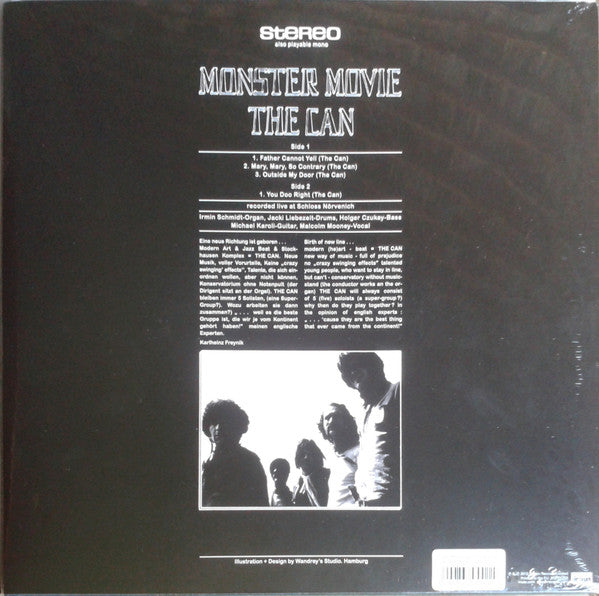 stereo
also playable mono
MONSTER MOVIE
THE CAN
Side 1
1. Father Cannot Yell (The Can)
2. Mary, Mary, So Contrary (The Can)
3. Outside My Door (The Can)
Side 2
1. You Doo Right (The Can)
recorded live at Schloss Nörvenich
Irmin Schmidt-Organ, Jacki Liebezeit-Drums, Holger Czukay-Bass
Michael Karoli-Guitar, Malcolm Mooney-Vocal
Eine neue Richtung ist geboren . . .
Modern Art & Jazz Beat & Stock-
hausen Komplex = THE CAN. Neue
Musik, voller Vorurteile, Keine „crazy
swinging' effects", Talente, die sich ein-
ordnen wollen, aber nicht können,
Konservatorium ohne Notenpult (der
Dirigent sitzt an der Orgel). THE CAN
bleiben immer 5 Solisten, (eine Super-
Group?), Wozu arbeiten sie dann
zusammen?) „ . . . weil es die beste
Gruppe ist, die wir je vom Kontinent
gehört haben!" meinen englische
Experten.
Karlheinz Freynik
Birth of new line . . .
modern (he)art - beat = THE CAN
new way of music - full of prejudice
no „crazy swinging effects" talented
young people, who want to stay in line,
but can't - conservatory without music-
stand (the conductor works an the or-
gan) THE CAN will always consist
of 5 (five) soloists (a super-group?)
why then do they play together? In
the opinion of english experts :
„ . . . 'cause they are the best thing
that ever came from the continent!"
Illustration + Design by Wandrey's Studio. Hamburg